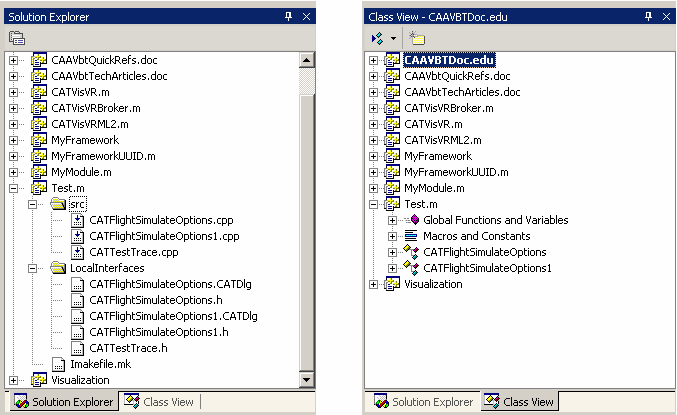 Solution Explorer
CAAVbtQuickRefs.doc
CAAVbtTechArticles.doc
CATVisVR.m
CATVisVRBroker.m
CATVisVRML2.m
MyFramework
MyFrameworkUUID.m
MyModule.m
Test.m
src
CATFlightSimulateOptions.cpp
CATFlightSimulateOptions1.cpp
CATTestTrace.cpp
LocalInterfaces
CATFlightSimulateOptions.CATDlg
CATFlightSimulateOptions.h
CATFlightSimulateOptions1.CATDlg
CATFlightSimulateOptions1.h
CATTestTrace.h
Imakefile.mk
Visualization
Solution Explorer
Class View
Class View - CAAVBTDoc.edu
CAAVBTDoc.edu
CAAVbtQuickRefs.doc
CAAVbtTechArticles.doc
CATVisVRBroker.m
CATVisVR.m
CATVisVRML2.m
MyFramework
MyFrameworkUUID.m
MyModule.m
Test.m
Global Functions and Variables
Macros and Constants
CATFlightSimulateOptions
CATFlightSimulateOptions1
Visualization
Solution Explorer
Class View